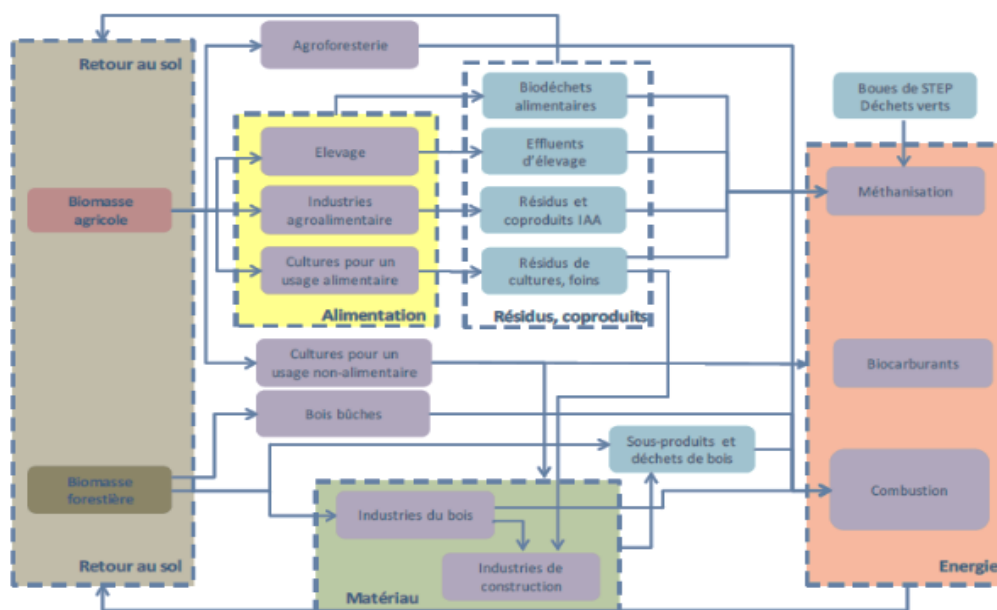 Retour au sol
Agroforesterie
Biodéchets
alimentaires
Boues de STEP
Déchets verts
Elevage
Effluents
d'élevage
Méthanisation
Biomasse
agricole
Industries
agroalimentaire
Résidus et
coproduits IAA
Cultures pour un
usage alimentaire
Résidus de
cultures, foins
Alimentation
Résidus, coproduits
Cultures pour un
usage non-alimentaire
Biocarburants
Bois bûches
Sous-produits et
déchets de bois
Biomasse
forestière
Combustion
Industries du bois
Industries de
construction
Retour au sol
Matériau
Energie